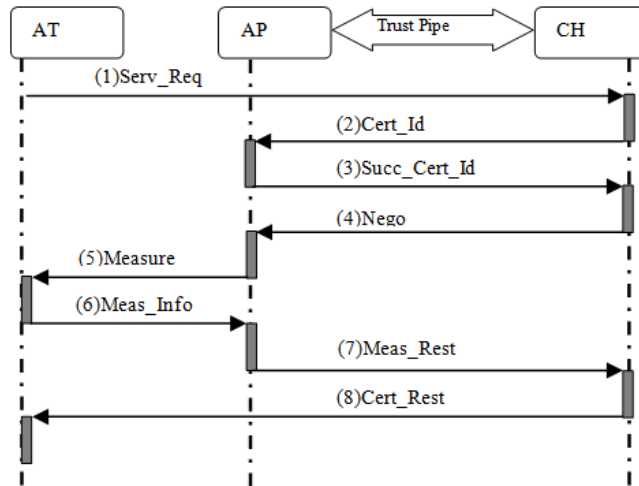 AT
AP
Trust Pipe
CH
(1)Serv_Req
(2)Cert_Id
(3)Succ_Cert_Id
(4)Nego
(5)Measure
(6)Meas_Info
(7)Meas_Rest
(8)Cert_Rest